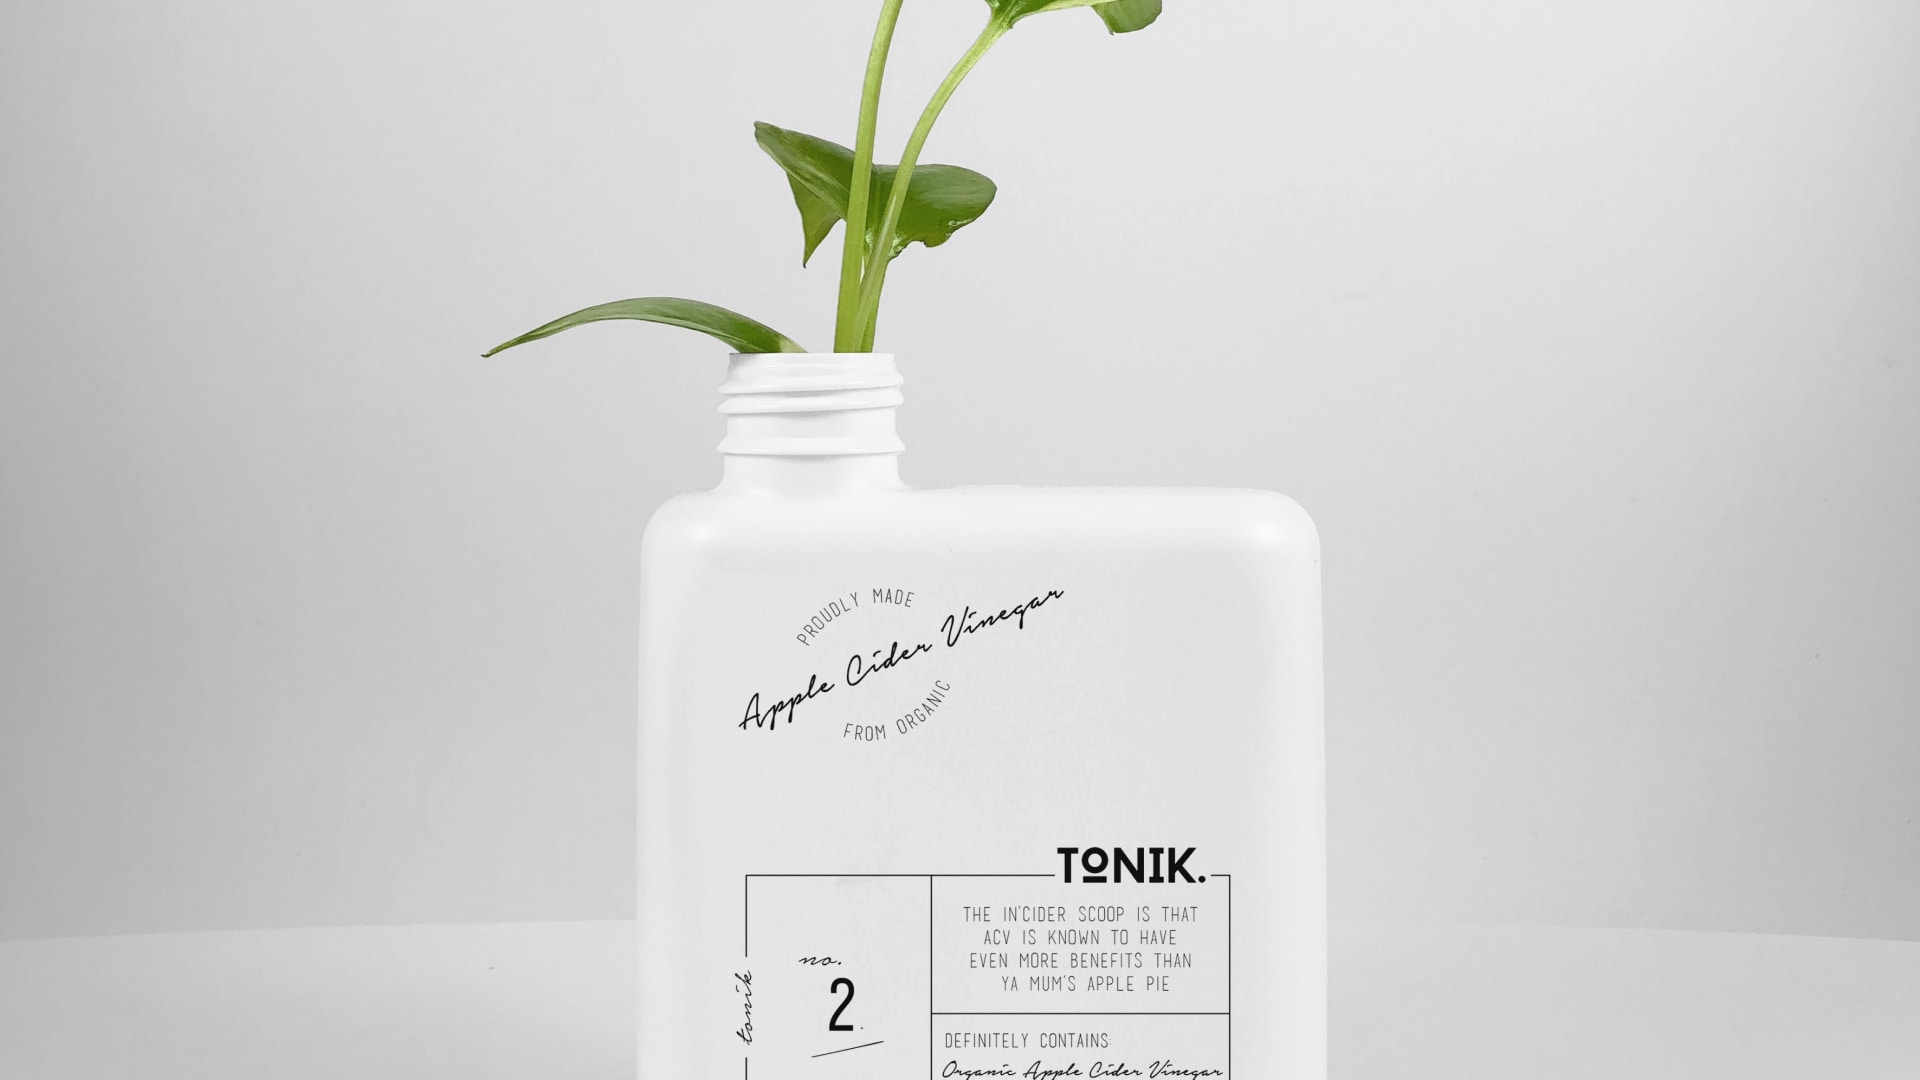 PROUDLY MADE
Apple Cider Vinegar
FROM ORGANIC
TONIK.
THE IN'CIDER SCOOP IS THAT
ACV IS KNOWN TO HAVE
EVEN MORE BENEFITS THAN
YA MUM'S APPLE PIE
tonik
no.
2.
DEFINITELY CONTAINS:
Organic Apple Cider Vinegar